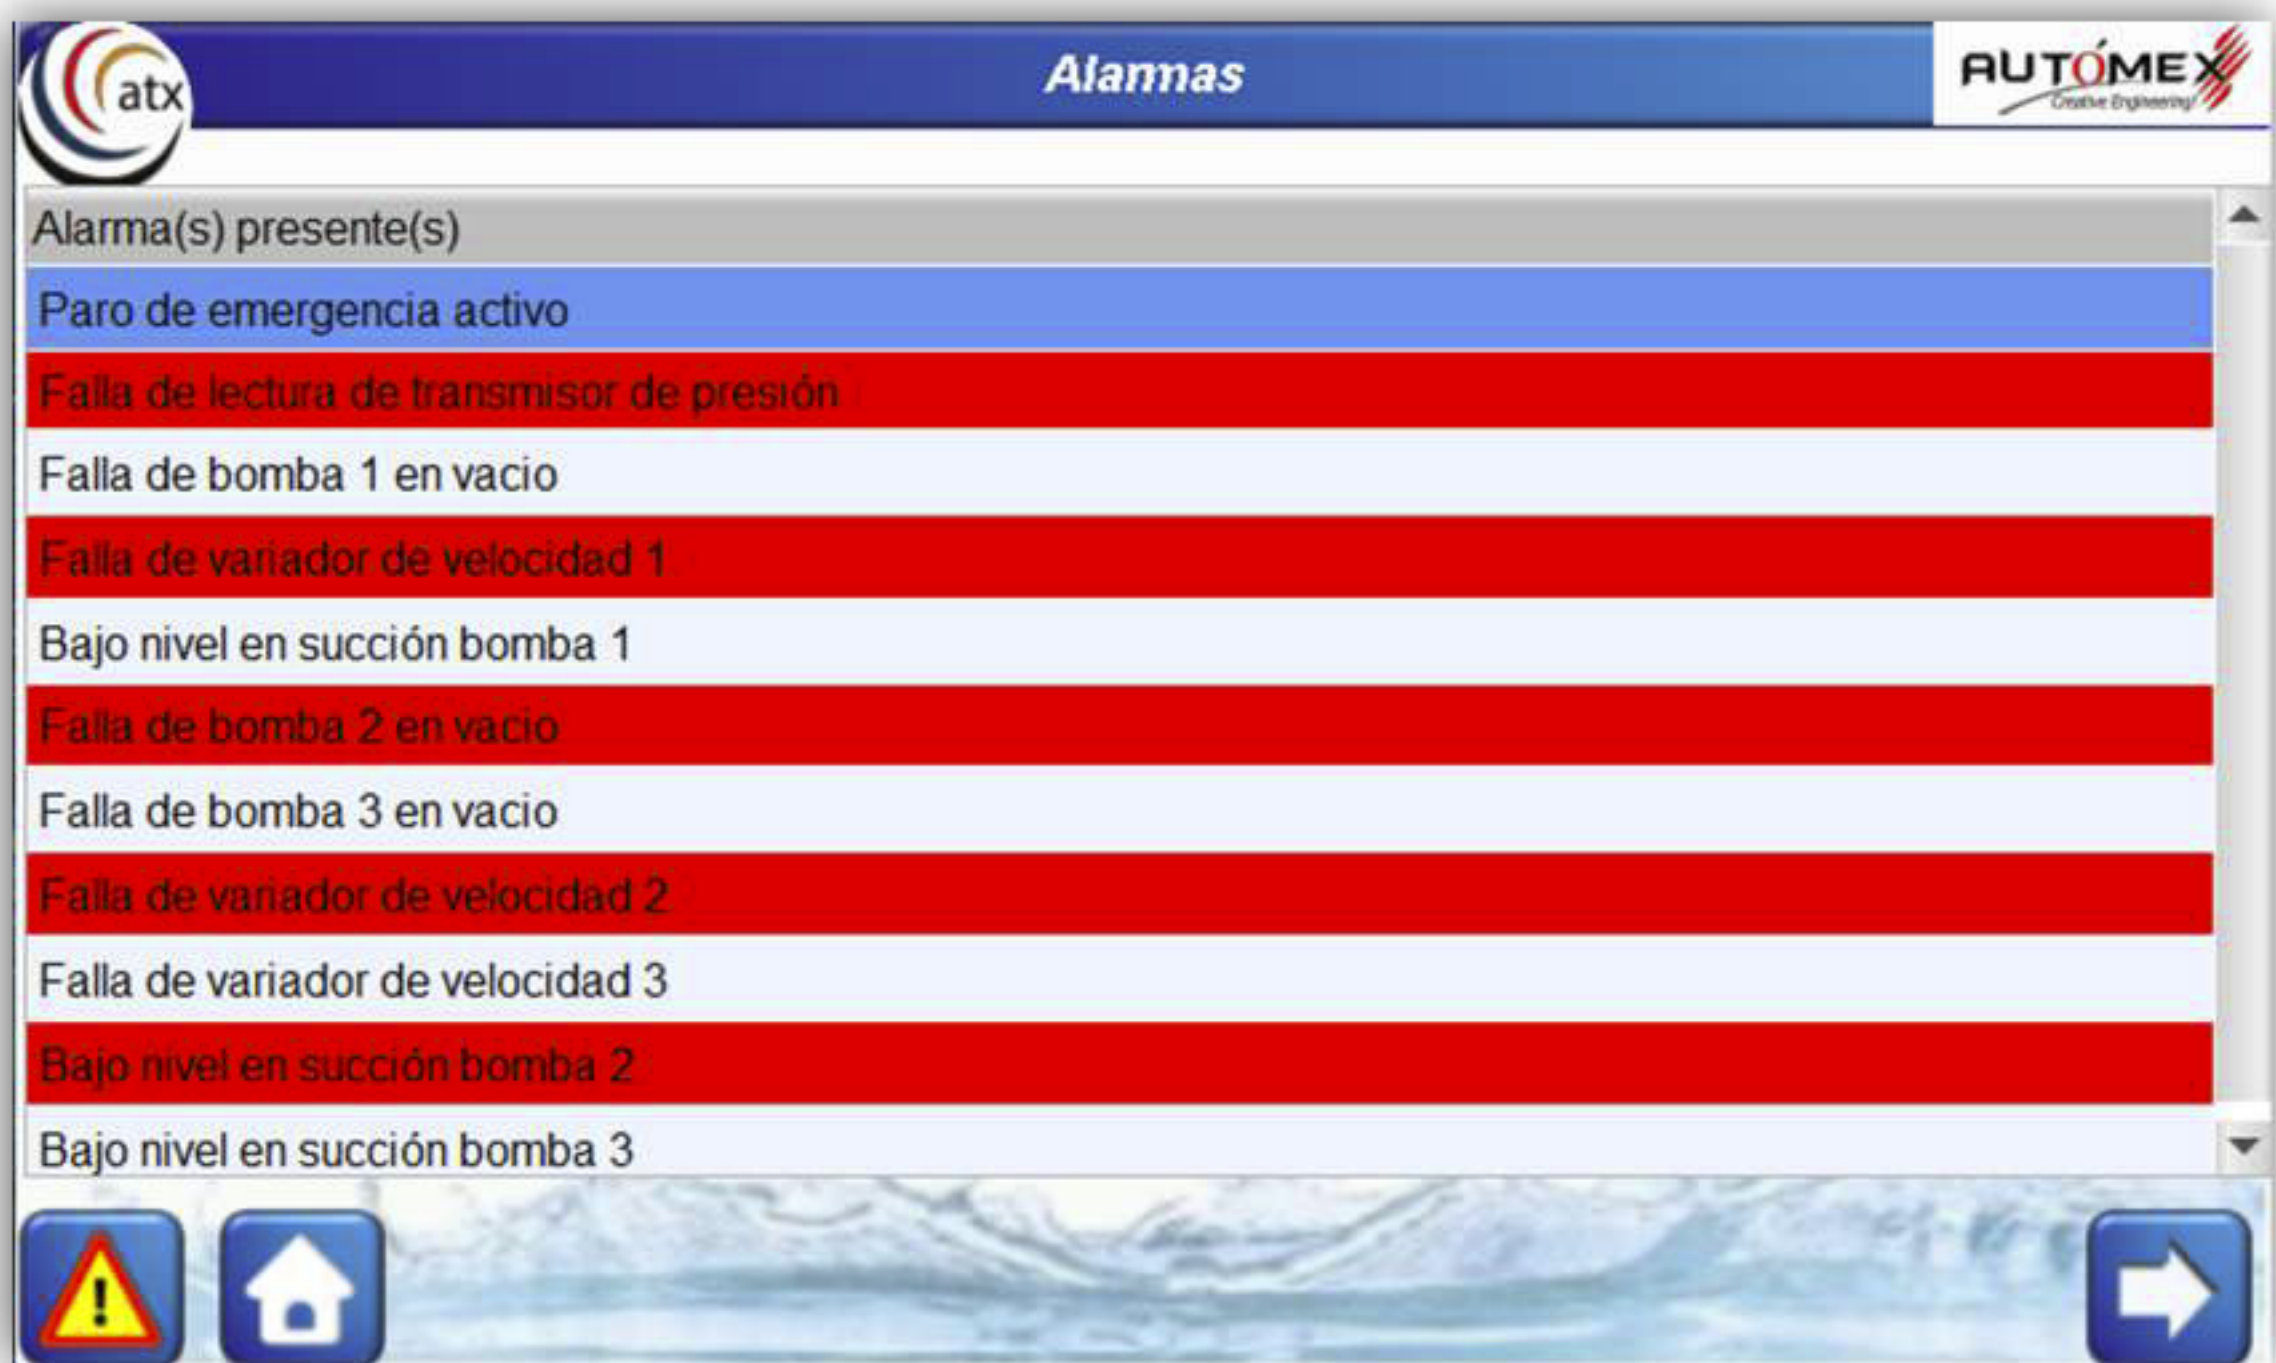 atx
Alarmas
AUTÓMEX
Creative Engineering!
Alarma(s) presente(s)
Paro de emergencia activo
Falla de lectura de transmisor de presión
Falla de bomba 1 en vacio
Falla de variador de velocidad 1
Bajo nivel en succión bomba 1
Falla de bomba 2 en vacio
Falla de bomba 3 en vacio
Falla de variador de velocidad 2
Falla de variador de velocidad 3
Bajo nivel en succión bomba 2
Bajo nivel en succión bomba 3
!